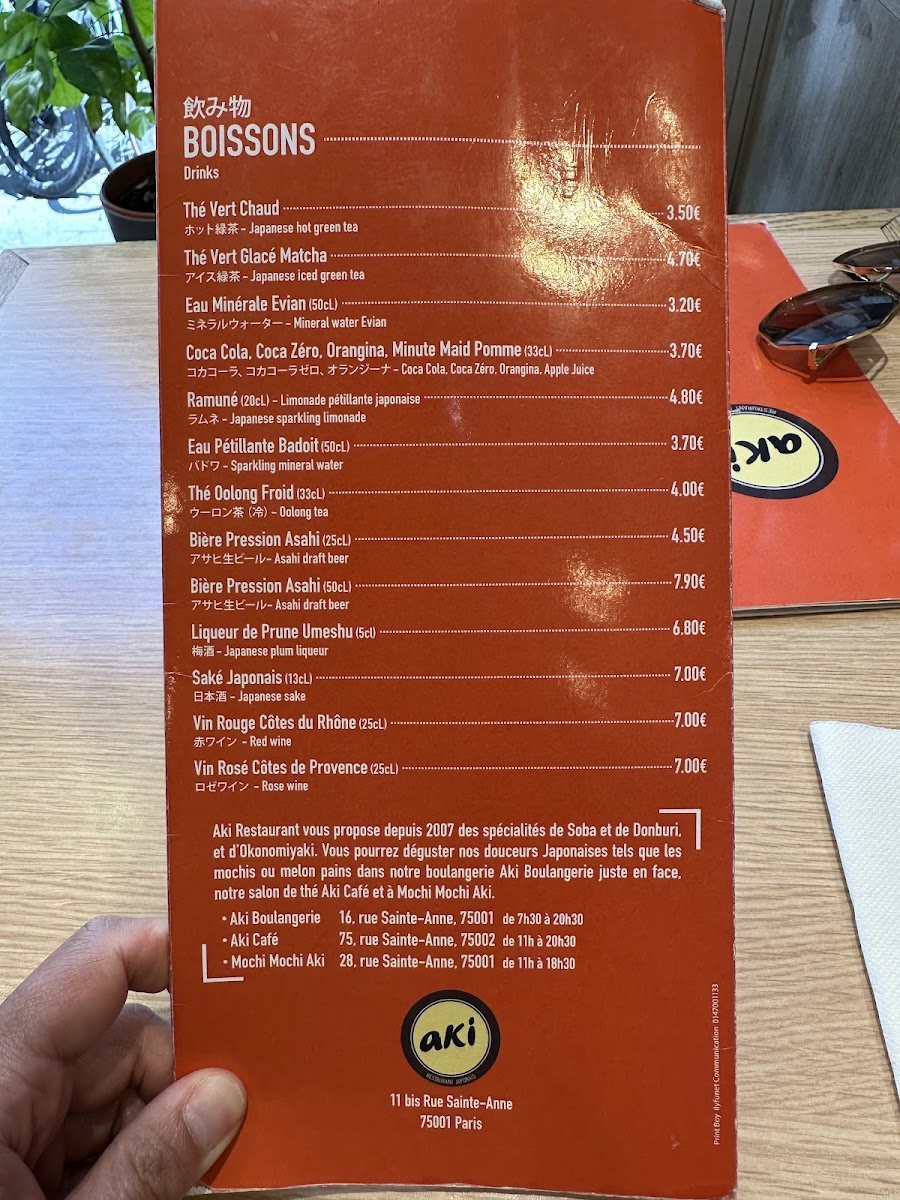 飲み物
BOISSONS
Drinks
Thé Vert Chaud 3.50€
ホット緑茶 – Japanese hot green tea
Thé Vert Glacé Matcha 4.70€
アイス緑茶 – Japanese iced green tea
Eau Minérale Evian (50cL) 3.20€
ミネラルウォーター – Mineral water Evian
Coca Cola, Coca Zéro, Orangina, Minute Maid Pomme (33cL) 3.70€
コカコーラ、コカコーラゼロ、オランジーナ – Coca Cola, Coca Zéro, Orangina, Apple Juice
Ramuné (20cL) – Limonade pétillante japonaise 4.80€
ラムネ – Japanese sparkling limonade
Eau Pétillante Badoit (50cL) 3.70€
バドワ – Sparkling mineral water
Thé Oolong Froid (33cL) 4.00€
ウーロン茶（冷）– Oolong tea
Bière Pression Asahi (25cL) 4.50€
アサヒ生ビール – Asahi draft beer
Bière Pression Asahi (50cL) 7.90€
アサヒ生ビール – Asahi draft beer
Liqueur de Prune Umeshu (5cl) 6.80€
梅酒 – Japanese plum liqueur
Saké Japonais (13cL) 7.00€
日本酒 – Japanese sake
Vin Rouge Côtes du Rhône (25cL) 7.00€
赤ワイン – Red wine
Vin Rosé Côtes de Provence (25cL) 7.00€
ロゼワイン – Rose wine
Aki Restaurant vous propose depuis 2007 des spécialités de Soba et de Donburi,
et d'Okonomiyaki. Vous pourrez déguster nos douceurs Japonaises tels que les
mochis ou melon pains dans notre boulangerie Aki Boulangerie juste en face,
notre salon de thé Aki Café et à Mochi Mochi Aki.
• Aki Boulangerie 16, rue Sainte-Anne, 75001 de 7h30 à 20h30
• Aki Café 75, rue Sainte-Anne, 75002 de 11h à 20h30
• Mochi Mochi Aki 28, rue Sainte-Anne, 75001 de 11h à 18h30
aki
RESTAURANT JAPONAIS
11 bis Rue Sainte-Anne
75001 Paris
Print Boy Ilyfunet Communication 0147001133
aki
RESTAURANT